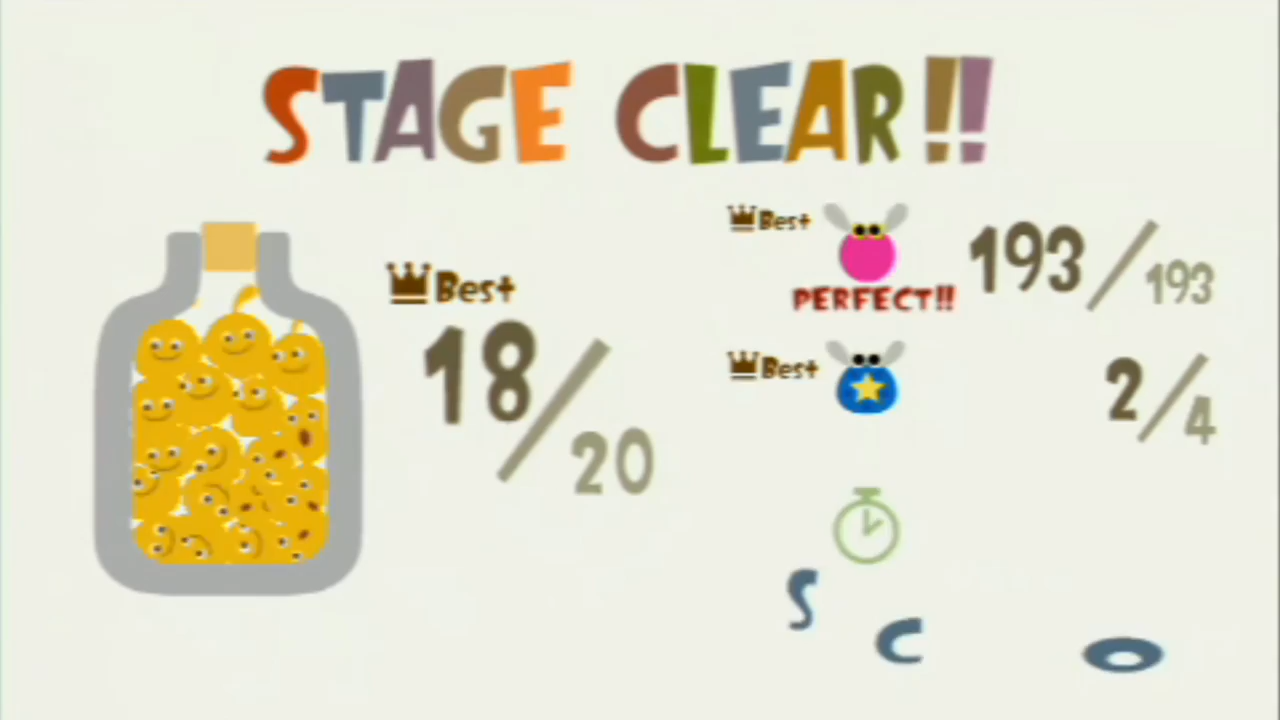 STAGE CLEAR!!
Best
18/20
Best
PERFECT!!
193/193
Best
2/4
S C O